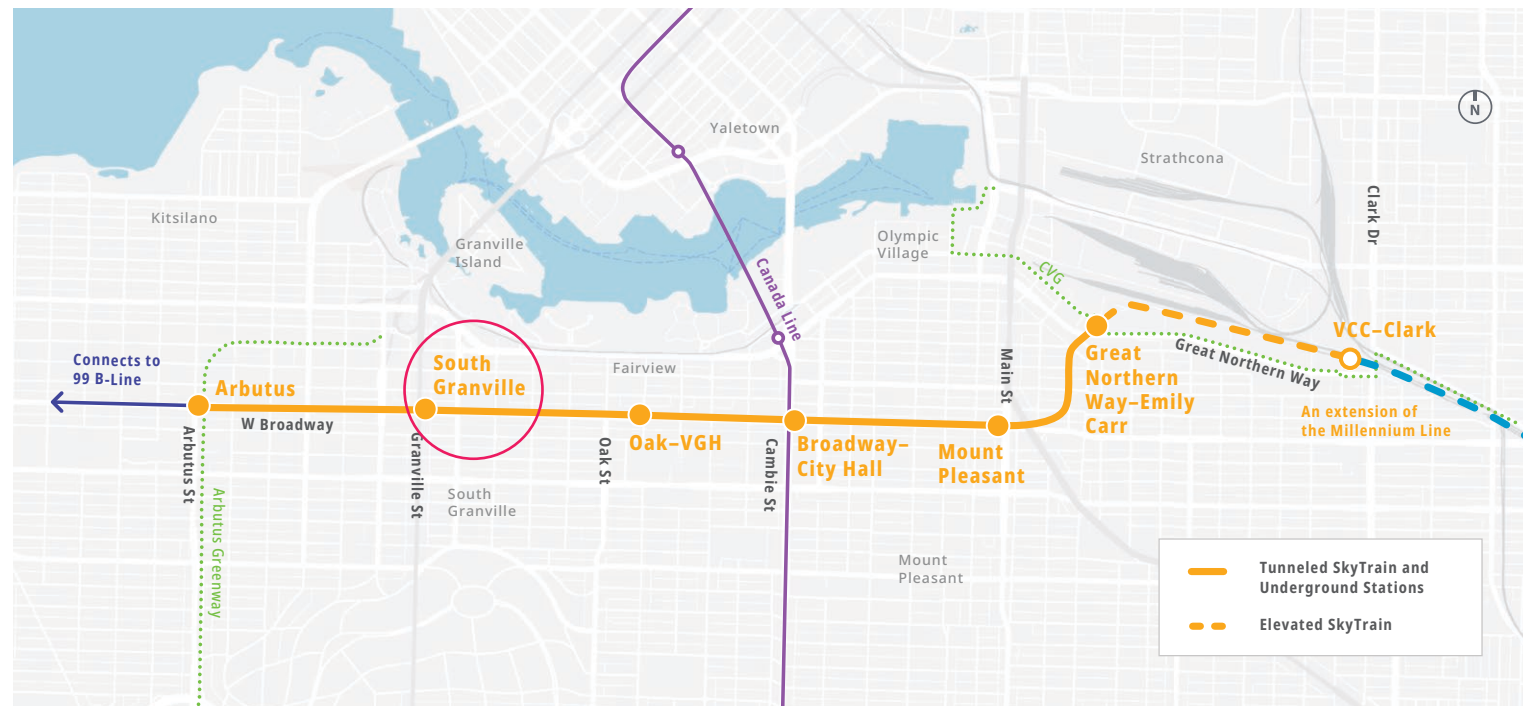 Yaletown
N
Strathcona
Clark Dr
Kitsilano
Granville
Island
Olympic
Village
CVG
Canada Line
VCC–Clark
Great Northern Way
Connects to
99 B-Line
South
Granville
Fairview
Main St
Great
Northern
Way–Emily
Carr
Arbutus
W Broadway
An extension of
the Millennium Line
Arbutus St
Granville St
Oak St
Oak–VGH
Cambie St
Broadway–
City Hall
Mount
Pleasant
Arbutus Greenway
South
Granville
Mount
Pleasant
Tunneled SkyTrain and
Underground Stations
Elevated SkyTrain